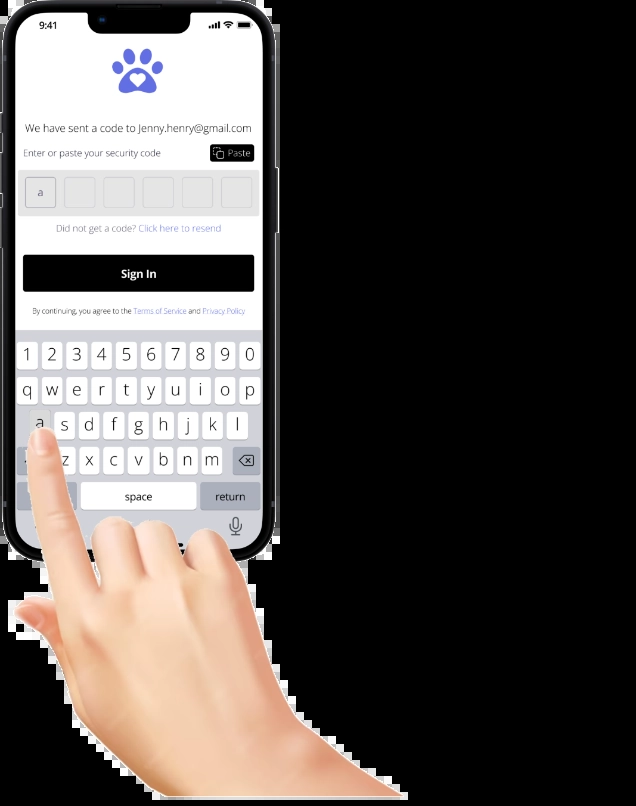 9:41
We have sent a code to Jenny.henry@gmail.com
Enter or paste your security code Paste
a
Did not get a code? Click here to resend
Sign In
By continuing, you agree to the Terms of Service and Privacy Policy
1 2 3 4 5 6 7 8 9 0
q w e r t y u i o p
a s d f g h j k l
z x c v b n m
space return